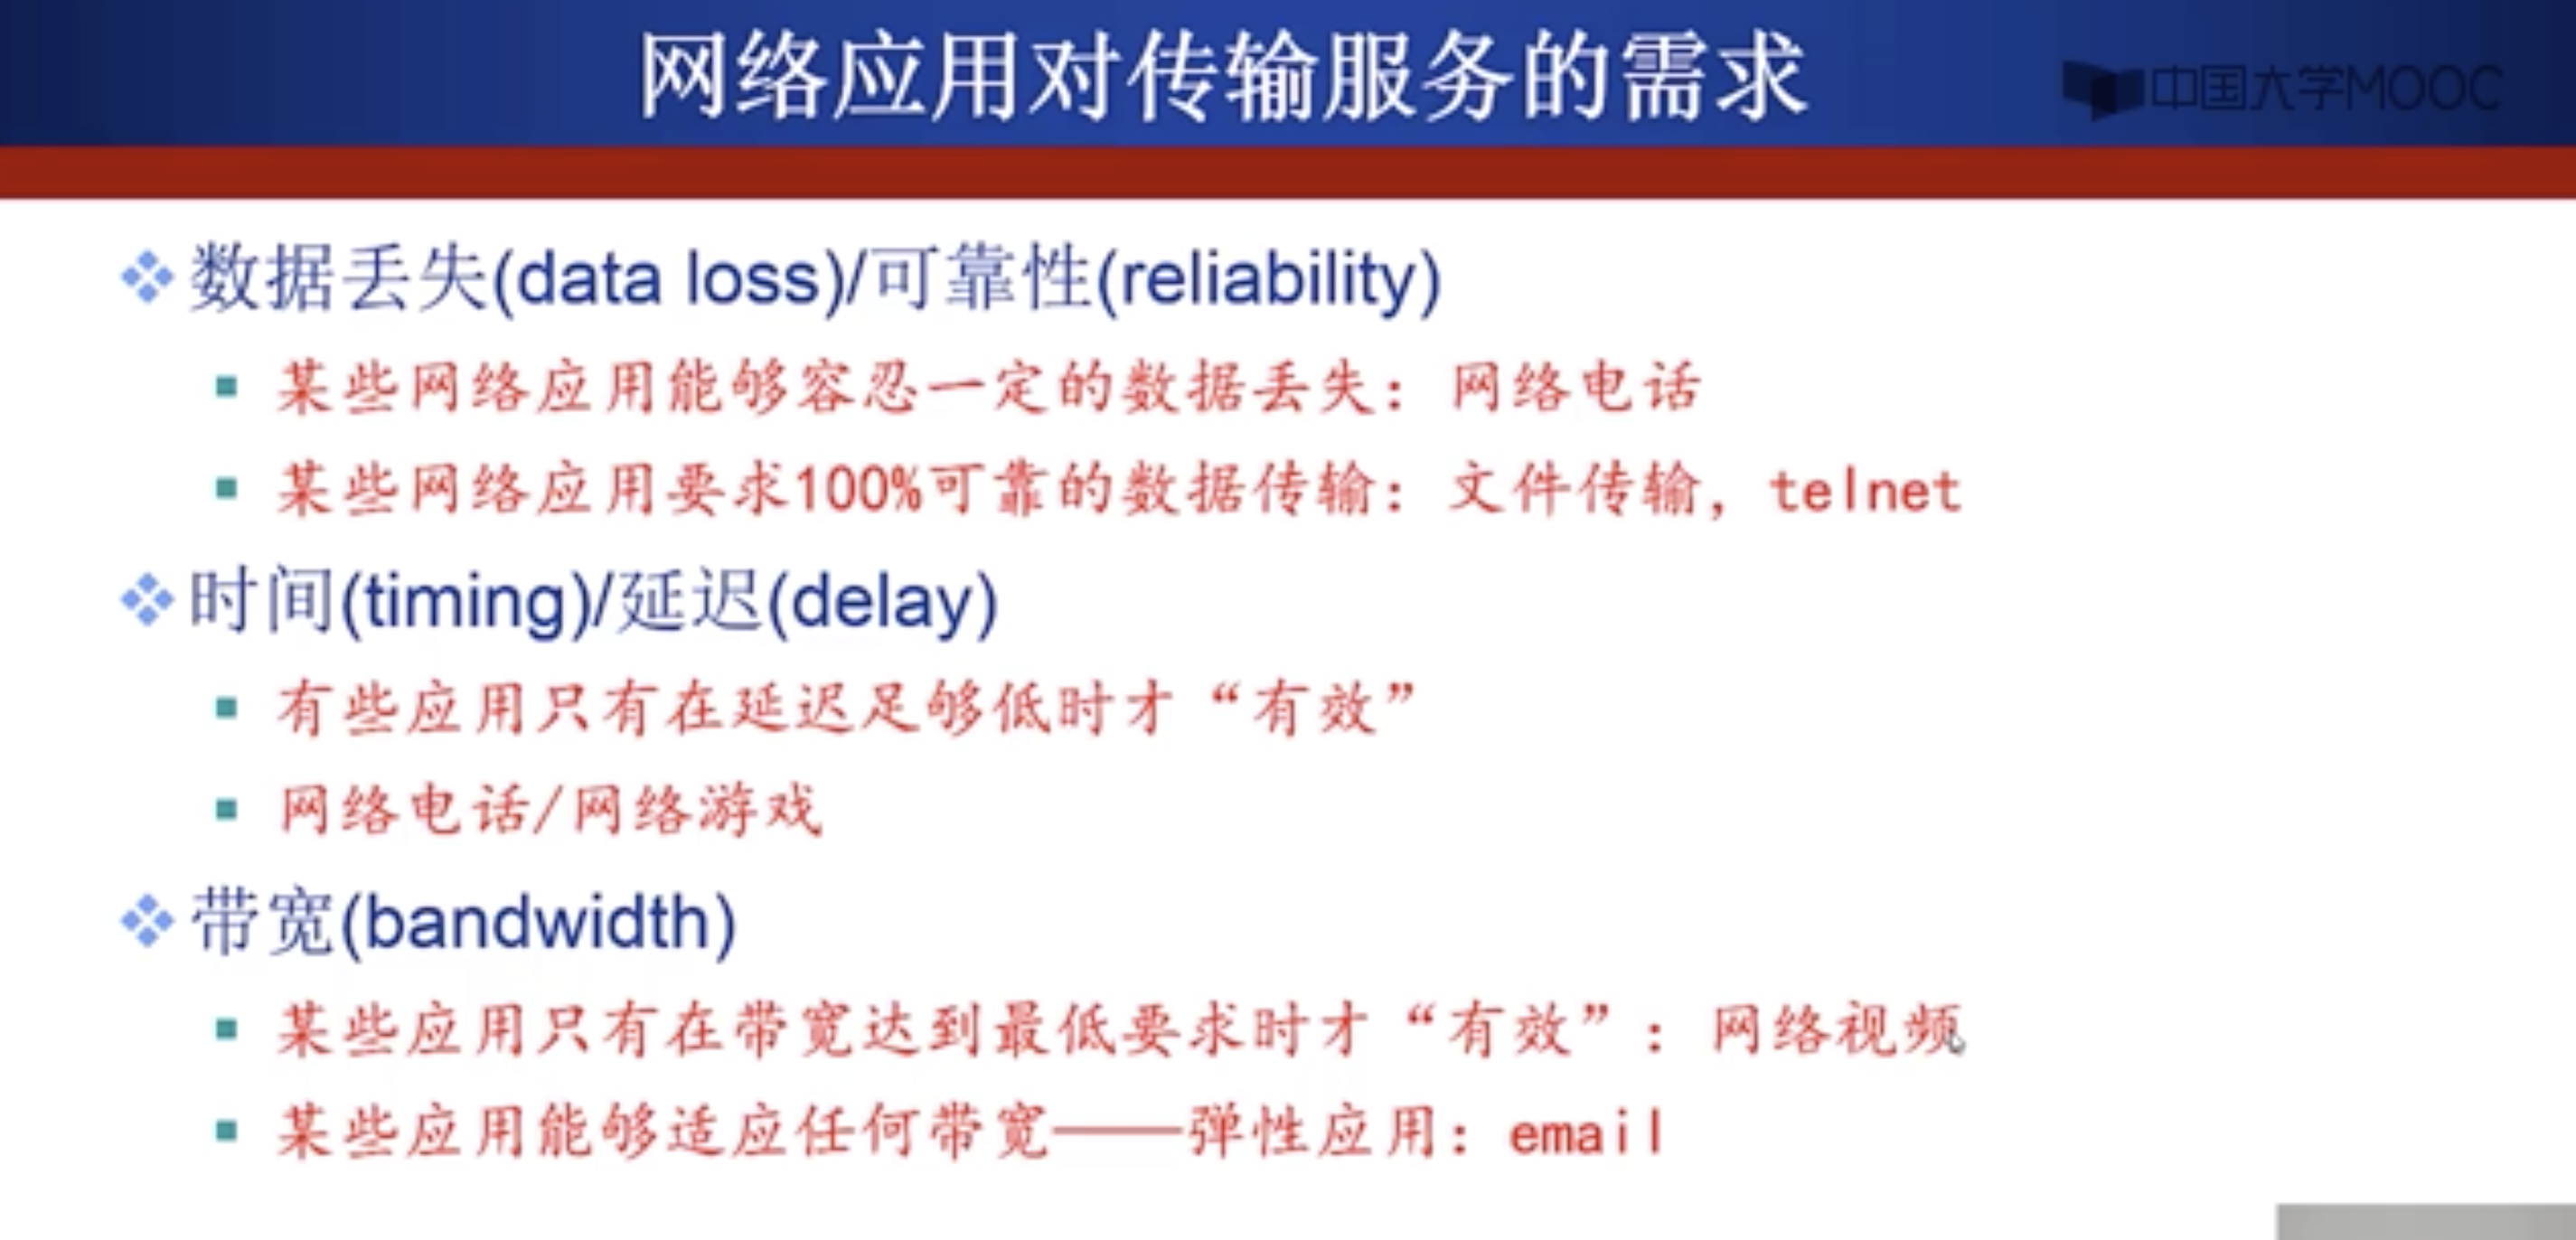 网络应用对传输服务的需求
中国大学MOOC
数据丢失(data loss)/可靠性(reliability)
某些网络应用能够容忍一定的数据丢失：网络电话
某些网络应用要求100%可靠的数据传输：文件传输，telnet
时间(timing)/延迟(delay)
有些应用只有在延迟足够低时才“有效”
网络电话/网络游戏
带宽(bandwidth)
某些应用只有在带宽达到最低要求时才“有效”：网络视频
某些应用能够适应任何带宽——弹性应用：email